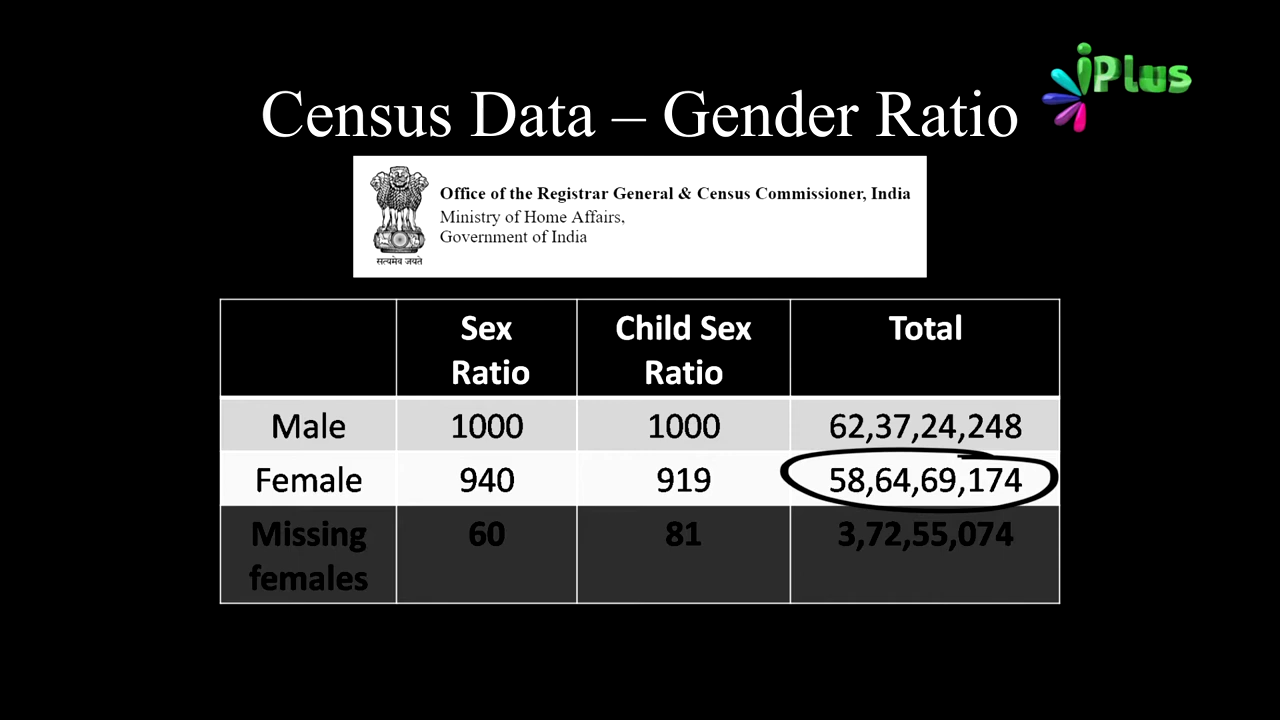 iPlus
Census Data – Gender Ratio
Office of the Registrar General & Census Commissioner, India
Ministry of Home Affairs,
Government of India
सत्यमेव जयते
Sex Ratio Child Sex Ratio Total
Male 1000 1000 62,37,24,248
Female 940 919 58,64,69,174
Missing females 60 81 3,72,55,074